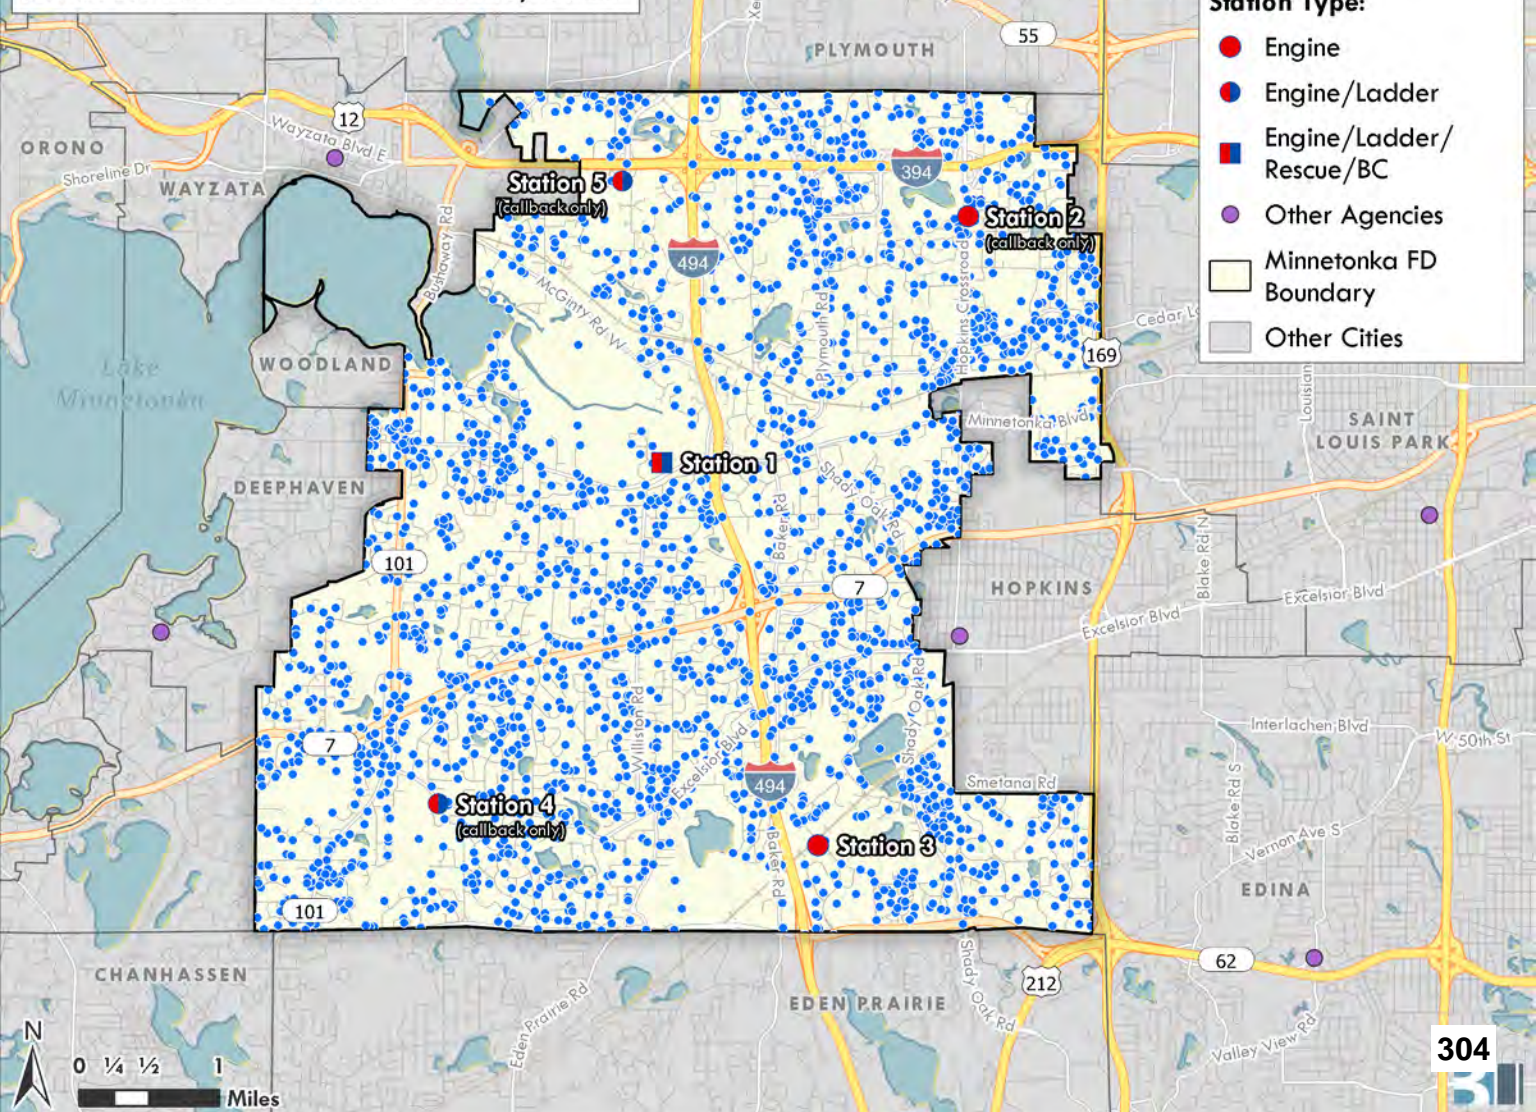 Station Type:
Engine
Engine/Ladder
Engine/Ladder/
Rescue/BC
Other Agencies
Minnetonka FD
Boundary
Other Cities
55
PLYMOUTH
12
Wayzata Blvd E
ORONO
Shoreline Dr
WAYZATA
394
Station 5
(callback only)
Station 2
(callback only)
Bushaway Rd
494
McGinty Rd W
Plymouth Rd
Hopkins Crossroad
Cedar
169
WOODLAND
Lake
Minnetonka
Minnetonka Blvd
SAINT
LOUIS PARK
Station 1
DEEPHAVEN
Shady Oak Rd
Baker Rd
Blake Rd N
101
7
HOPKINS
Excelsior Blvd
Excelsior Blvd
Shady Oak Rd
Williston Rd
Excelsior Blvd
7
Interlachen Blvd
W 50th St
494
Smetana Rd
Blake Rd S
Station 4
(callback only)
Station 3
Baker Rd
Vernon Ave S
EDINA
101
CHANHASSEN
62
Shady Oak Rd
212
EDEN PRAIRIE
Eden Prairie Rd
Valley View Rd
N
0 ¼ ½ 1
Miles
304